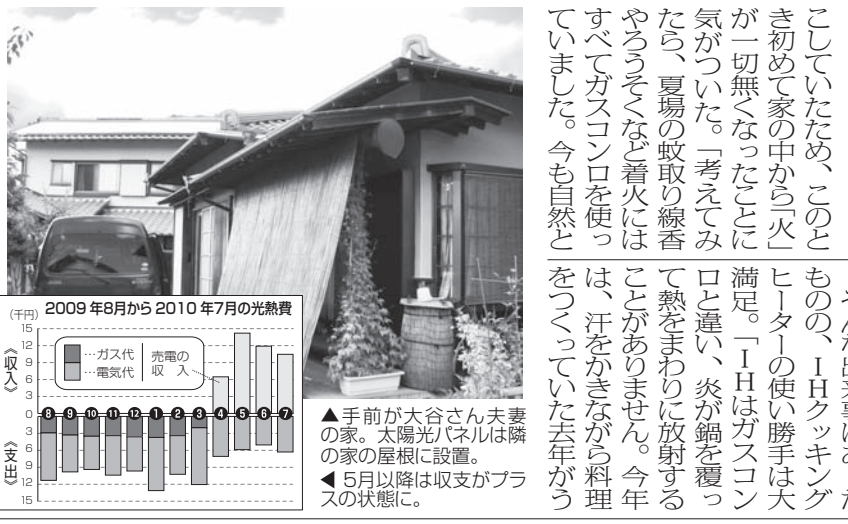 こしていたため、このと
き初めて家の中から「火」
が一切無くなったことに
気がついた。「考えてみ
たら、夏場の蚊取り線香
やろうそくなど着火には
すべてガスコンロを使っ
ていました。今も自然と
ものの、IHクッキング
ヒーターの使い勝手は大
満足。「IHはガスコン
ロと違い、炎が鍋を覆っ
て熱をまわりに放射する
ことがありません。今年
は、汗をかきながら料理
をつくっていた去年がう
▲手前が大谷さん夫妻
の家。太陽光パネルは隣
の家の屋根に設置。
◀ 5月以降は収支がプラ
スの状態に。
2009年8月から2010年7月の光熱費
(千円)
15
12
9
6
3
0
3
6
9
12
15
《収入》
《支出》
…ガス代
…電気代
売電の
収 入
❽ ❾ ❿ ⓫ ⓬ ❶ ❷ ❸ ❹ ❺ ❻ ❼